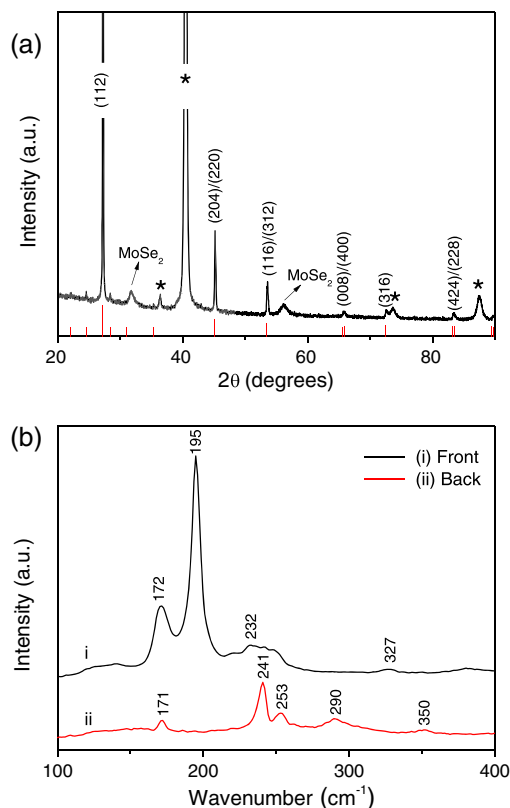 (a)
Intensity (a.u.)
(112)
MoSe2
*
*
(204)/(220)
(116)/(312)
MoSe2
(008)/(400)
(316)
*
(424)/(228)
*
20 40 60 80
2θ (degrees)
(b)
Intensity (a.u.)
195
(i) Front
(ii) Back
172
232
327
i
241
171
253
290
350
ii
100 200 300 400
Wavenumber (cm-1)